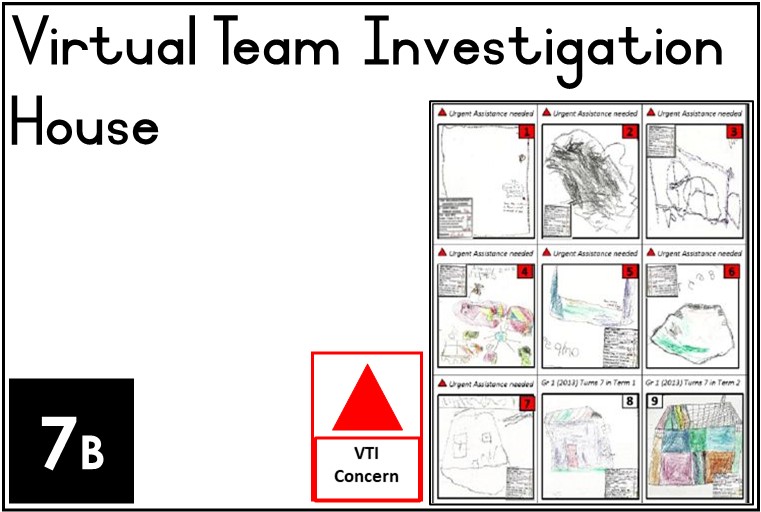 Virtual Team Investigation
House
Urgent Assistance needed
1
Urgent Assistance needed
2
Urgent Assistance needed
3
Urgent Assistance needed
4
Urgent Assistance needed
5
Urgent Assistance needed
6
Urgent Assistance needed
7
Gr 1 (2013) Turns 7 in Term 1
8
Gr 1 (2013) Turns 7 in Term 2
9
7B
VTI
Concern